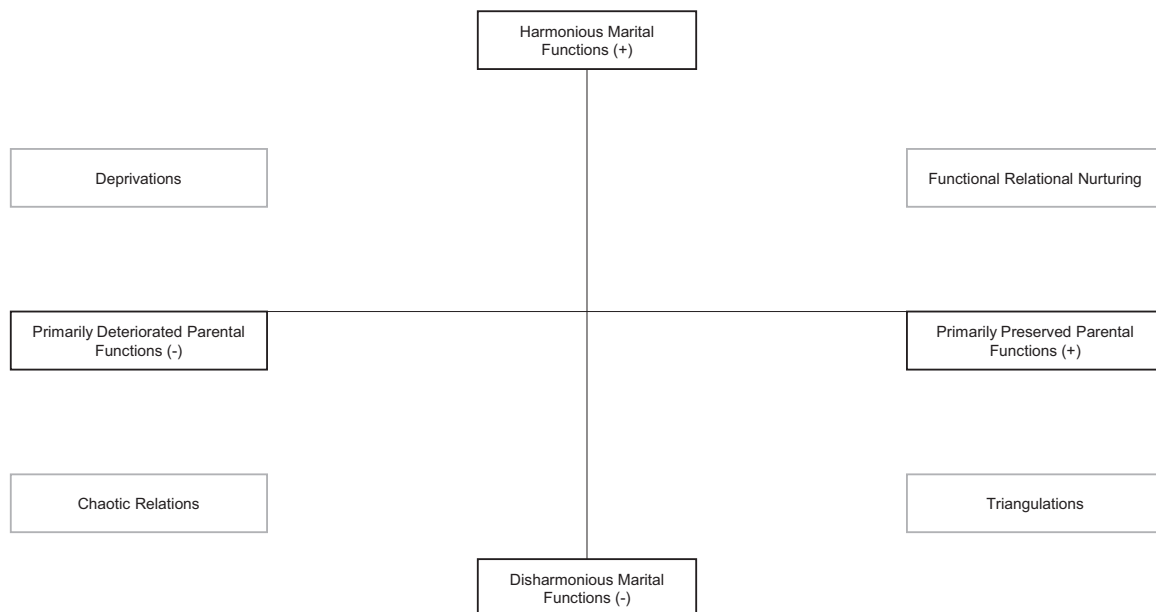 Harmonious Marital
Functions (+)
Deprivations
Functional Relational Nurturing
Primarily Deteriorated Parental
Functions (-)
Primarily Preserved Parental
Functions (+)
Chaotic Relations
Triangulations
Disharmonious Marital
Functions (-)